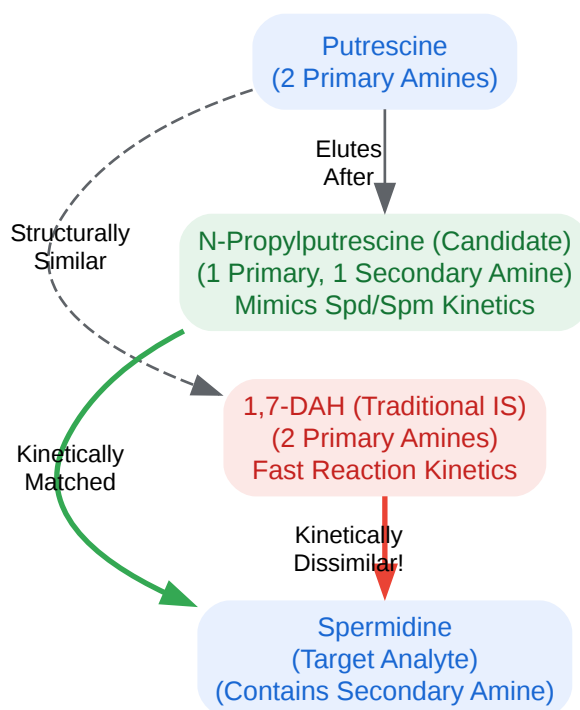 Putrescine
(2 Primary Amines)
Elutes
After
Structurally
Similar
N-Propylputrescine (Candidate)
(1 Primary, 1 Secondary Amine)
Mimics Spd/Spm Kinetics
1,7-DAH (Traditional IS)
(2 Primary Amines)
Fast Reaction Kinetics
Kinetically
Matched
Kinetically
Dissimilar!
Spermidine
(Target Analyte)
(Contains Secondary Amine)